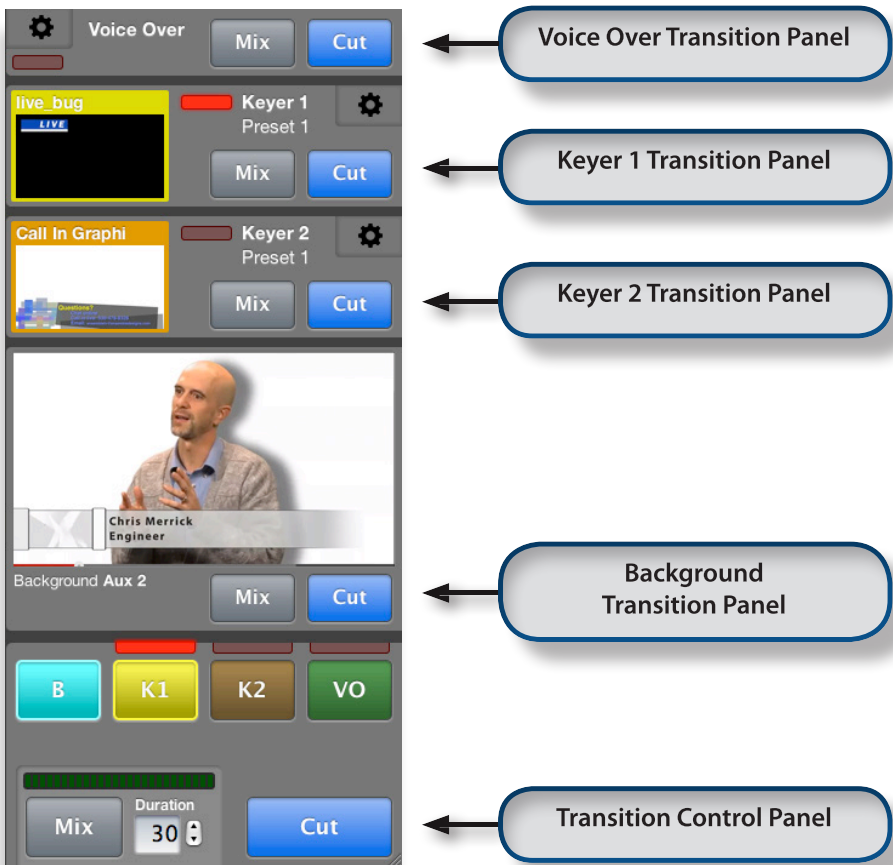 Voice Over
Mix
Cut
Voice Over Transition Panel
live_bug
LIVE
Keyer 1
Preset 1
Mix
Cut
Keyer 1 Transition Panel
Call In Graphi
Questions?
Keyer 2
Preset 1
Mix
Cut
Keyer 2 Transition Panel
Chris Merrick
Engineer
Background Aux 2
Mix
Cut
Background
Transition Panel
B
K1
K2
VO
Mix
Duration
30
Cut
Transition Control Panel